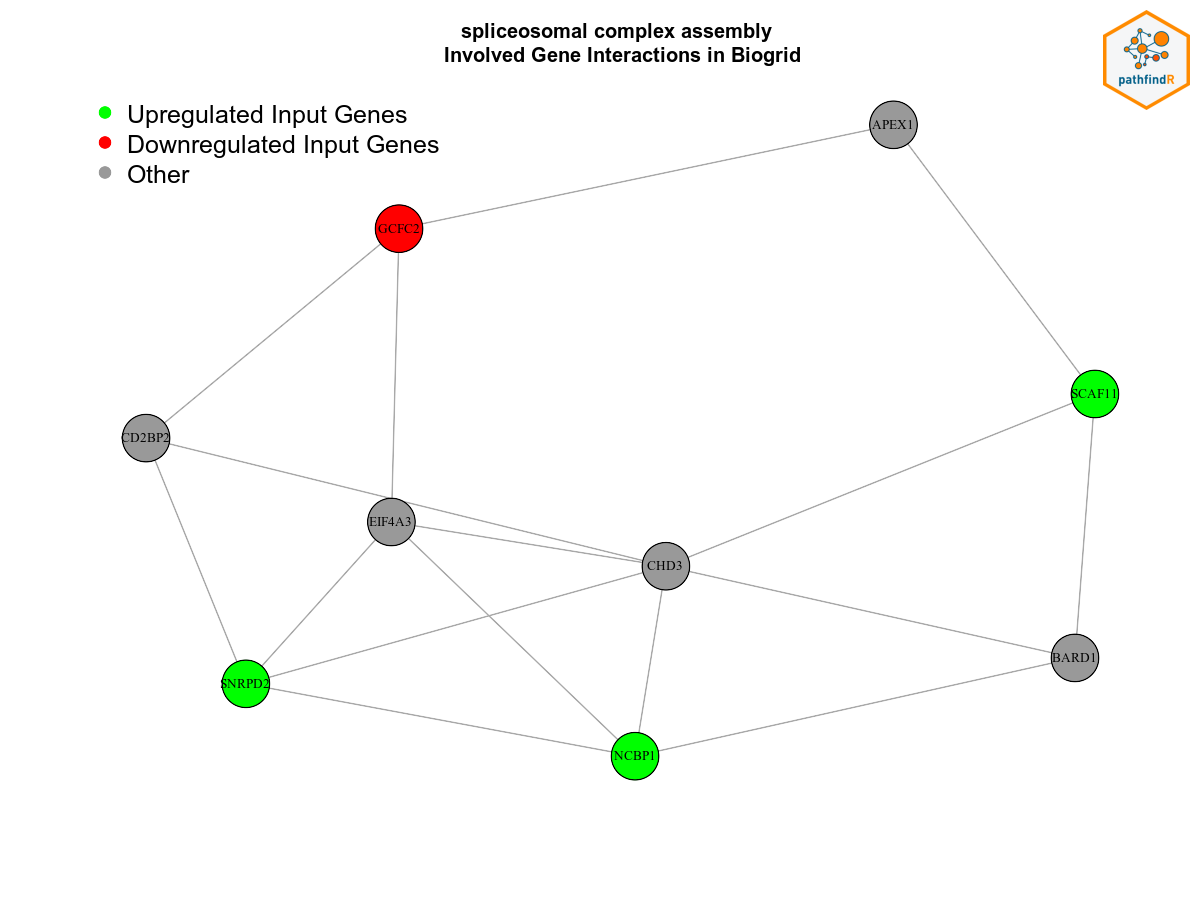 spliceosomal complex assembly
Involved Gene Interactions in Biogrid
pathfindR
Upregulated Input Genes
Downregulated Input Genes
Other
APEX1
GCFC2
SCAF11
CD2BP2
EIF4A3
CHD3
BARD1
SNRPD2
NCBP1